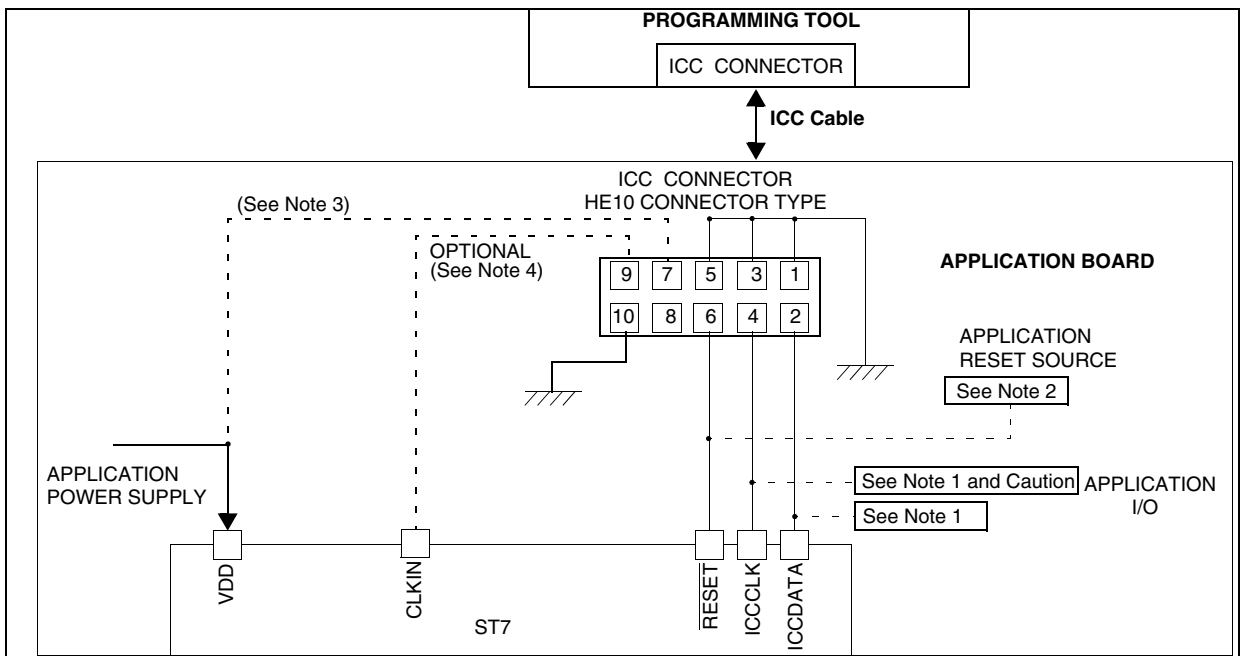 PROGRAMMING TOOL
ICC CONNECTOR
ICC Cable
ICC CONNECTOR
HE10 CONNECTOR TYPE
(See Note 3)
OPTIONAL
(See Note 4)
9 7 5 3 1
10 8 6 4 2
APPLICATION BOARD
APPLICATION
RESET SOURCE
See Note 2
APPLICATION
POWER SUPPLY
See Note 1 and Caution
APPLICATION
I/O
See Note 1
VDD
CLKIN
RESET
ICCCLK
ICCDATA
ST7